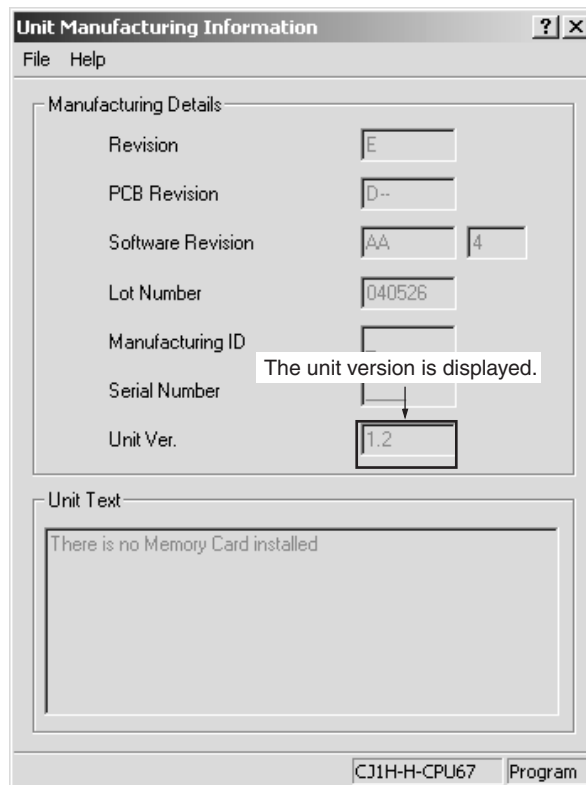 Unit Manufacturing Information ? X
File Help
Manufacturing Details
Revision E
PCB Revision D--
Software Revision AA 4
Lot Number 040526
Manufacturing ID _
The unit version is displayed.
Serial Number ____
Unit Ver. 1.2
Unit Text
There is no Memory Card installed
CJ1H-H-CPU67 Program